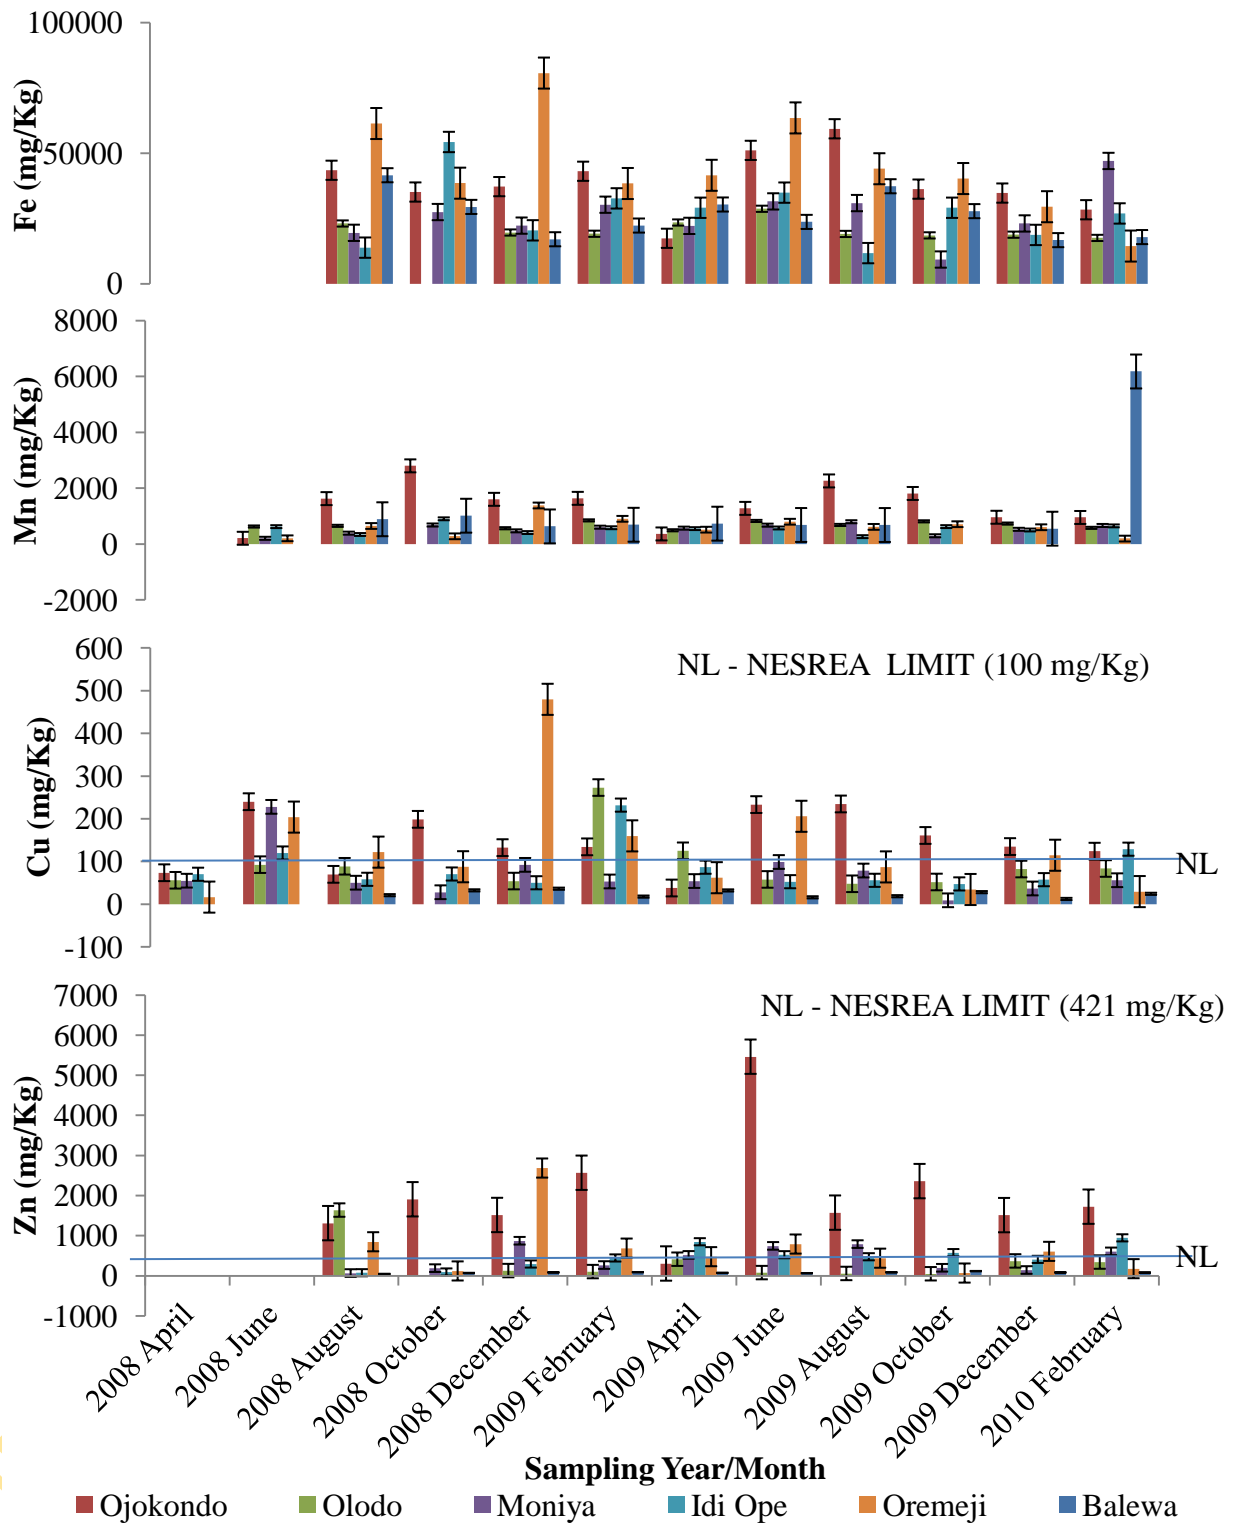 100000
50000
0
Fe (mg/Kg)
8000
6000
4000
2000
0
-2000
Mn (mg/Kg)
NL - NESREA LIMIT (100 mg/Kg)
600
500
400
300
200
100
0
-100
Cu (mg/Kg)
NL
NL - NESREA LIMIT (421 mg/Kg)
7000
6000
5000
4000
3000
2000
1000
0
-1000
Zn (mg/Kg)
NL
2008 April
2008 June
2008 August
2008 October
2008 December
2009 February
2009 April
2009 June
2009 August
2009 October
2009 December
2010 February
Sampling Year/Month
Ojokondo Olodo Moniya Idi Ope Oremeji Balewa